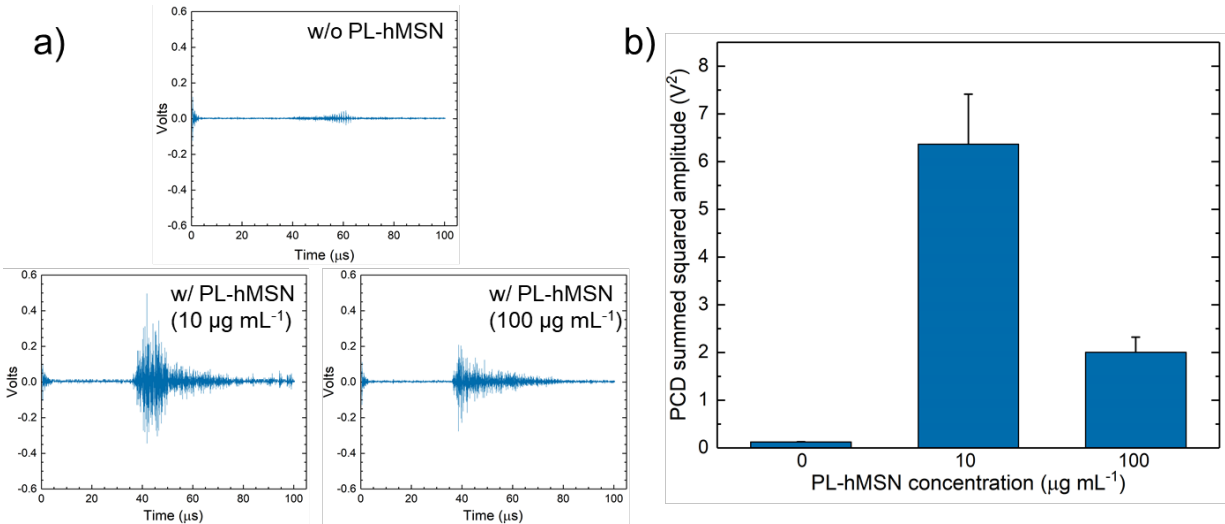 a)
w/o PL-hMSN
0.6
0.4
0.2
0.0
-0.2
-0.4
-0.6
Volts
0 20 40 60 80 100
Time (μs)
w/ PL-hMSN
(10 μg mL⁻¹)
0.6
0.4
0.2
0.0
-0.2
-0.4
-0.6
Volts
0 20 40 60 80 100
Time (μs)
w/ PL-hMSN
(100 μg mL⁻¹)
0.6
0.4
0.2
0.0
-0.2
-0.4
-0.6
Volts
0 20 40 60 80 100
Time (μs)
b)
PCD summed squared amplitude (V²)
8
7
6
5
4
3
2
1
0
0 10 100
PL-hMSN concentration (μg mL⁻¹)